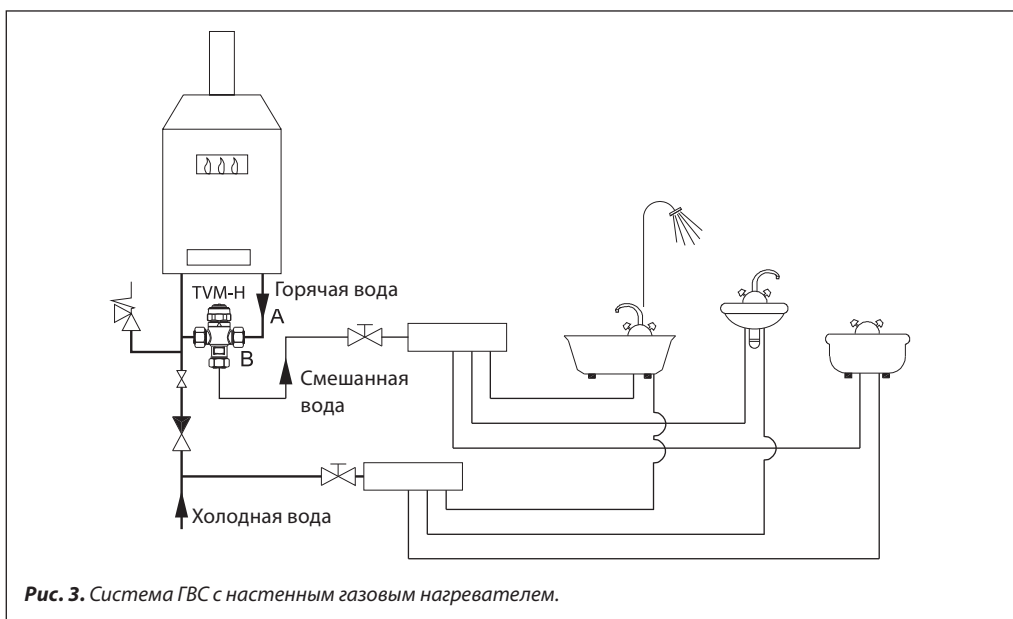 TVM-H
Горячая вода
A
B
Смешанная
вода
Холодная вода
Рис. 3. Система ГВС с настенным газовым нагревателем.